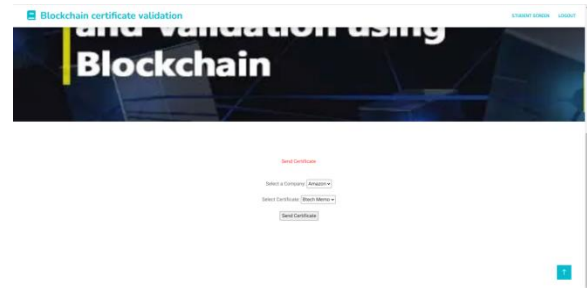 Blockchain certificate validation
STUDENT SCREEN LOGOUT
and validation using
Blockchain
Send Certificate
Select a Company Amazon
Select Certificate Btech Memo
Send Certificate